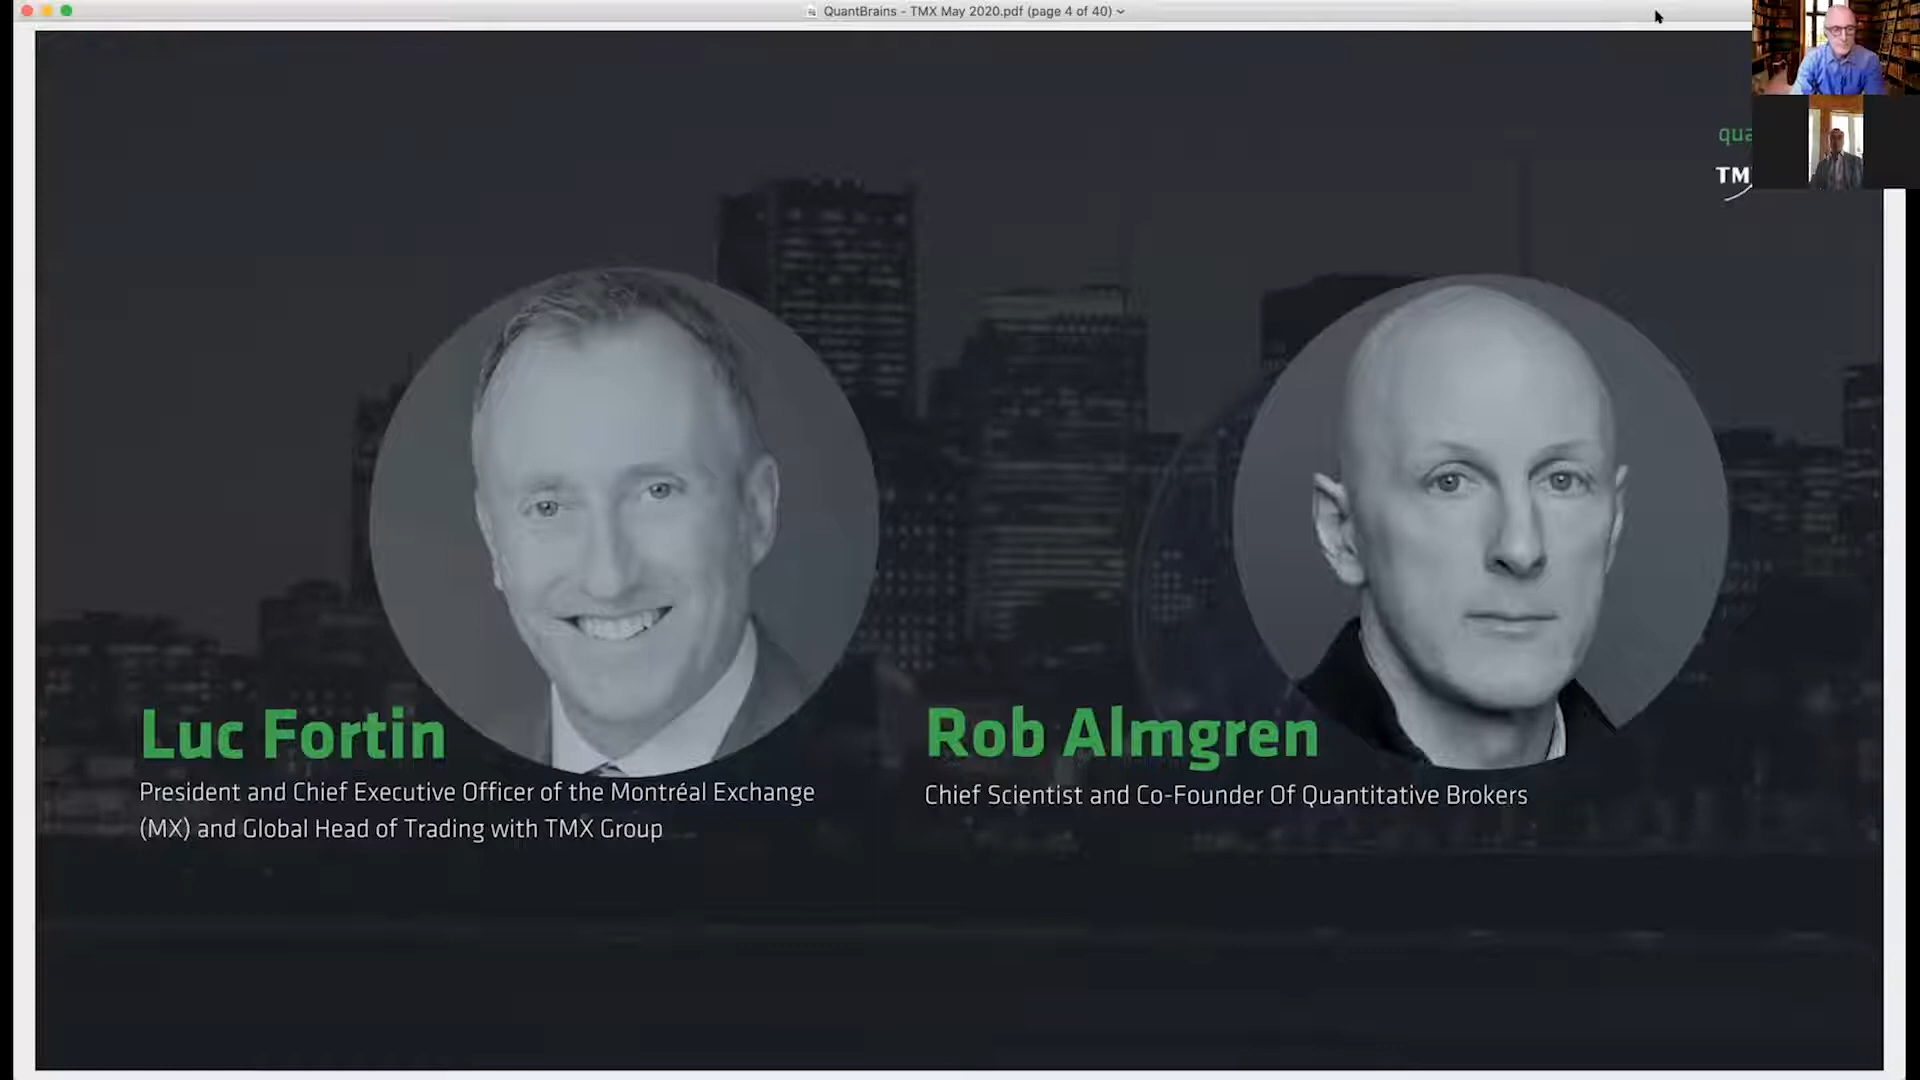 QuantBrains - TMX May 2020.pdf (page 4 of 40)
Luc Fortin
President and Chief Executive Officer of the Montréal Exchange
(MX) and Global Head of Trading with TMX Group
Rob Almgren
Chief Scientist and Co-Founder Of Quantitative Brokers